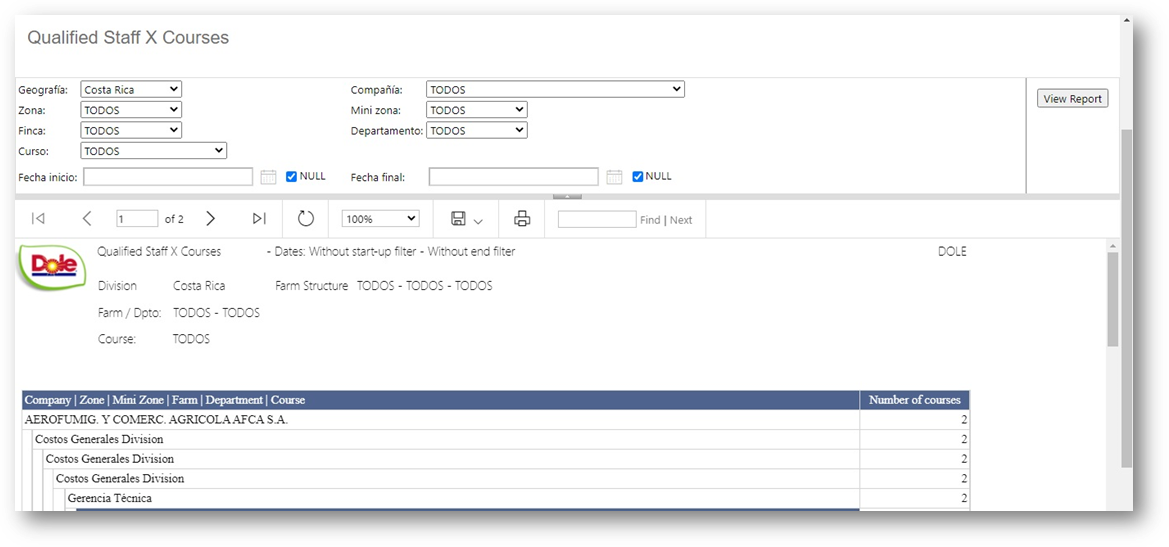 Qualified Staff X Courses
Geografía: Costa Rica Compañía: TODOS View Report
Zona: TODOS Mini zona: TODOS
Finca: TODOS Departamento: TODOS
Curso: TODOS
Fecha inicio: NULL Fecha final: NULL
1 of 2 100% Find | Next
Dole Qualified Staff X Courses - Dates: Without start-up filter - Without end filter DOLE
Division Costa Rica Farm Structure TODOS - TODOS - TODOS
Farm / Dpto: TODOS - TODOS
Course: TODOS
Company | Zone | Mini Zone | Farm | Department | Course Number of courses
AEROFUMIG. Y COMERC. AGRICOLA AFCA S.A. 2
Costos Generales Division 2
Costos Generales Division 2
Costos Generales Division 2
Gerencia Técnica 2